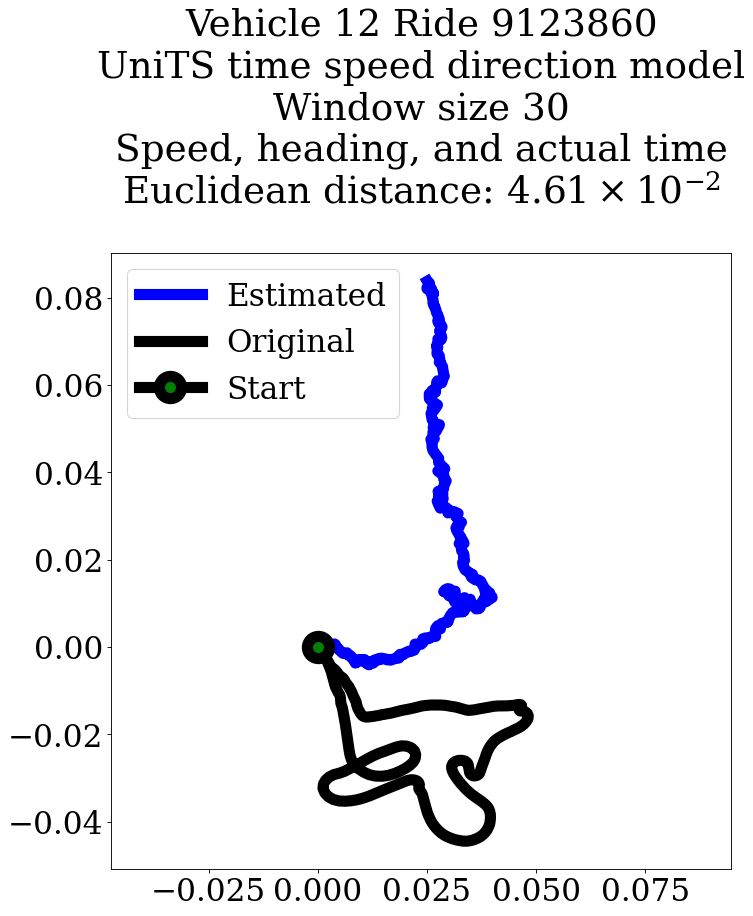 Vehicle 12 Ride 9123860
UniTS time speed direction model
Window size 30
Speed, heading, and actual time
Euclidean distance: 4.61 × 10⁻²
Estimated
Original
Start
0.08
0.06
0.04
0.02
0.00
−0.02
−0.04
−0.025 0.000 0.025 0.050 0.075